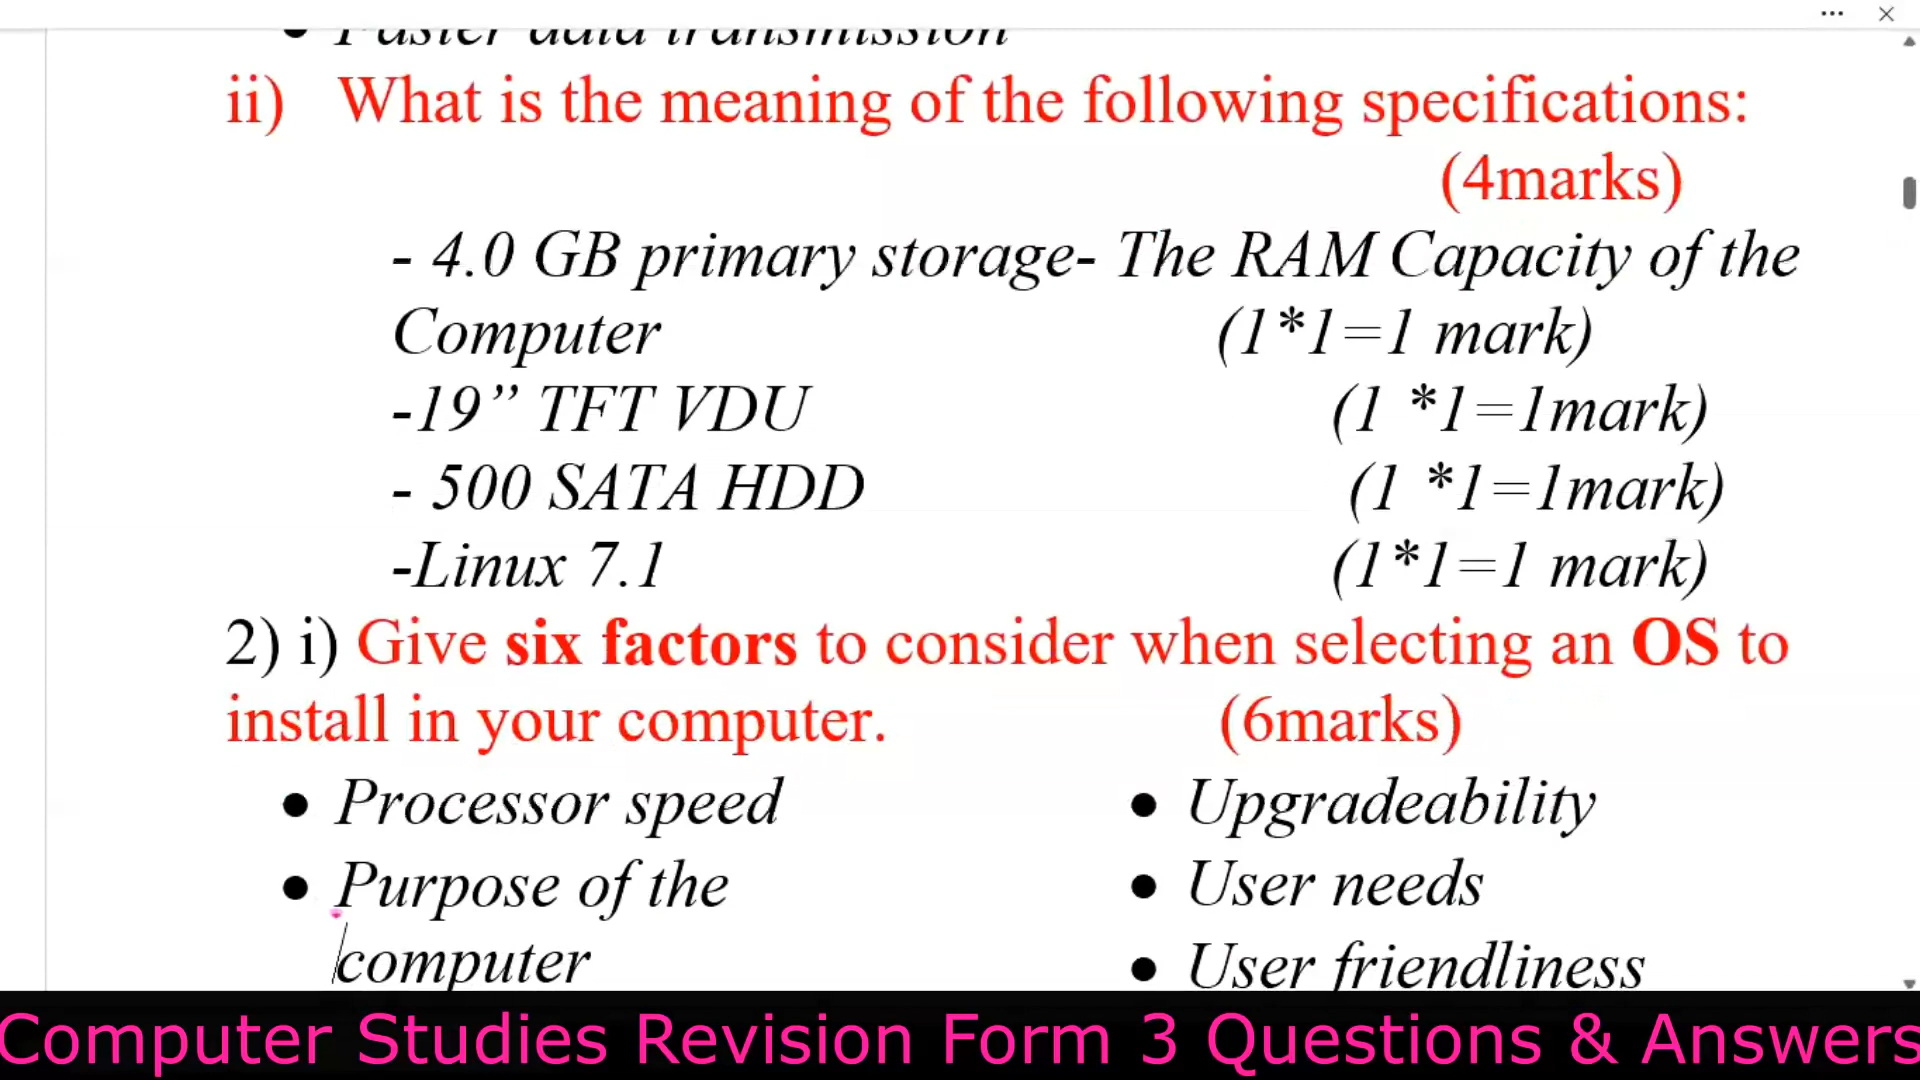 • Faster data transmission
ii) What is the meaning of the following specifications:
(4marks)
- 4.0 GB primary storage- The RAM Capacity of the
Computer (1*1=1 mark)
-19” TFT VDU (1 *1=1mark)
- 500 SATA HDD (1 *1=1mark)
-Linux 7.1 (1*1=1 mark)
2) i) Give six factors to consider when selecting an OS to
install in your computer. (6marks)
• Processor speed
• Purpose of the
computer
• Upgradeability
• User needs
• User friendliness
Computer Studies Revision Form 3 Questions & Answers